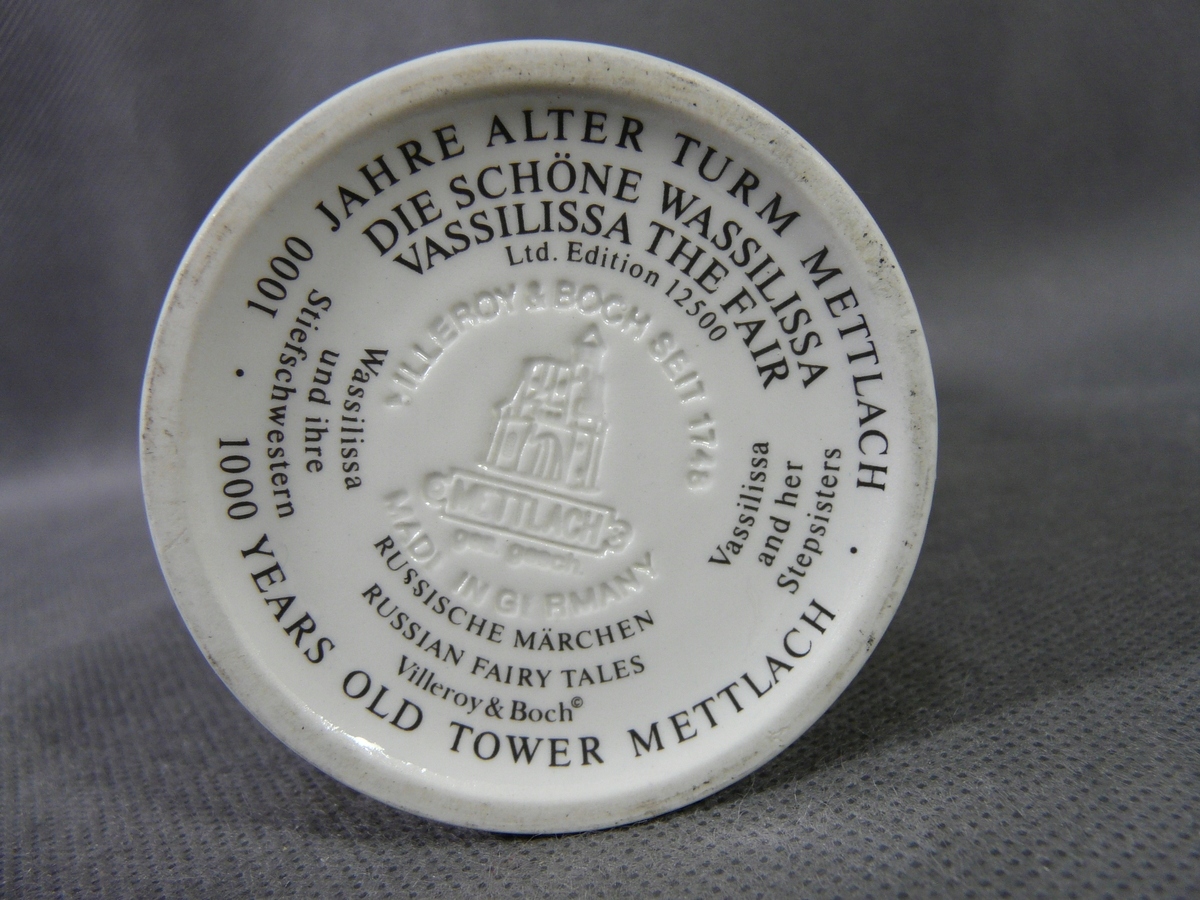 1000 JAHRE ALTER TURM METTLACH
DIE SCHÖNE WASSILISSA
VASSILISSA THE FAIR
Ltd. Edition 12500
VILLEROY & BOCH SEIT 1748
Wassilissa
und ihre
Stiefschwestern
Vassilissa
and her
Stepsisters
METTLACH
ges. gesch.
MADE IN GERMANY
RUSSISCHE MÄRCHEN
RUSSIAN FAIRY TALES
Villeroy & Boch©
1000 YEARS OLD TOWER METTLACH